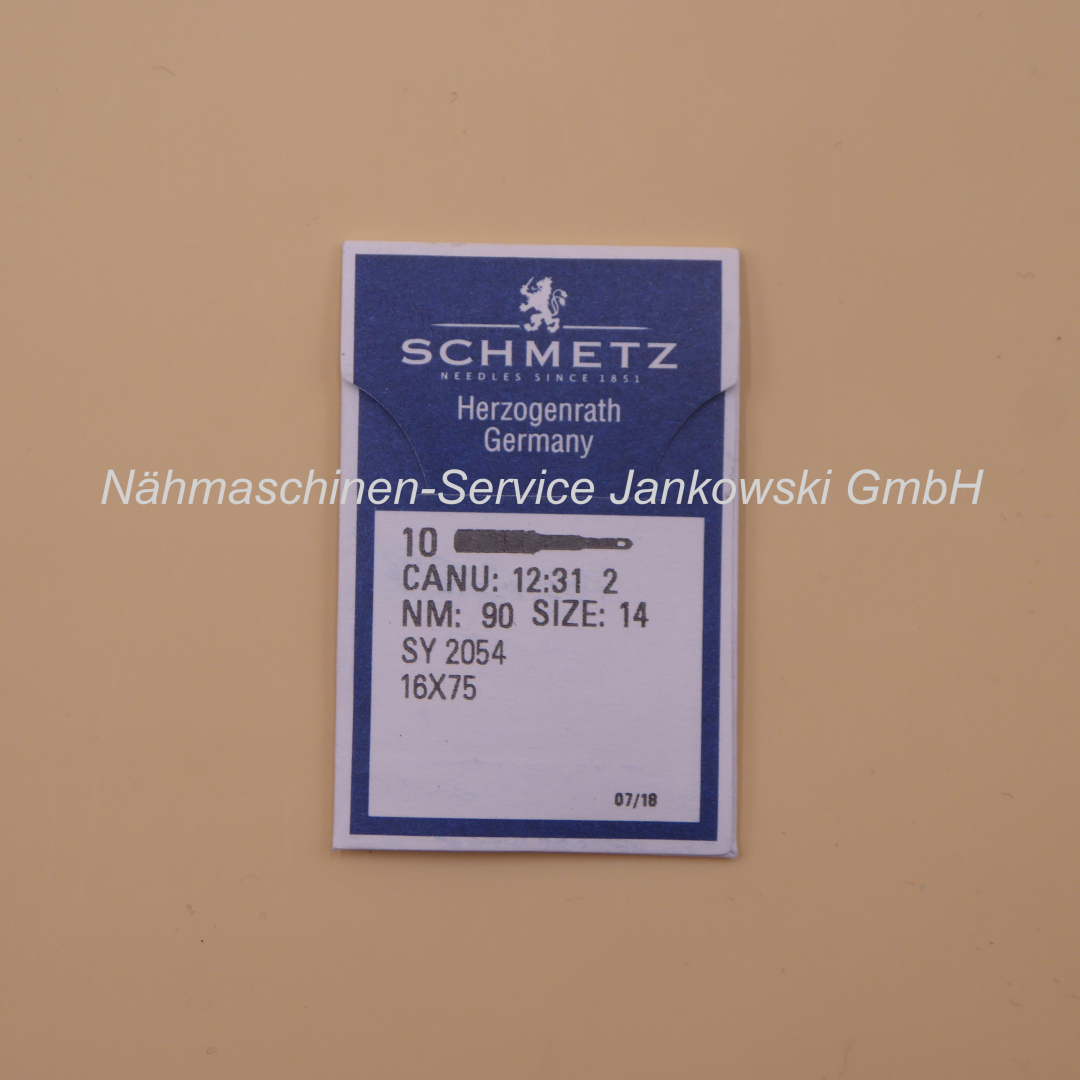 SCHMETZ
NEEDLES SINCE 1851
Herzogenrath
Germany
Nähmaschinen-Service Jankowski GmbH
10
CANU: 12:31 2
NM: 90 SIZE: 14
SY 2054
16X75
07/18